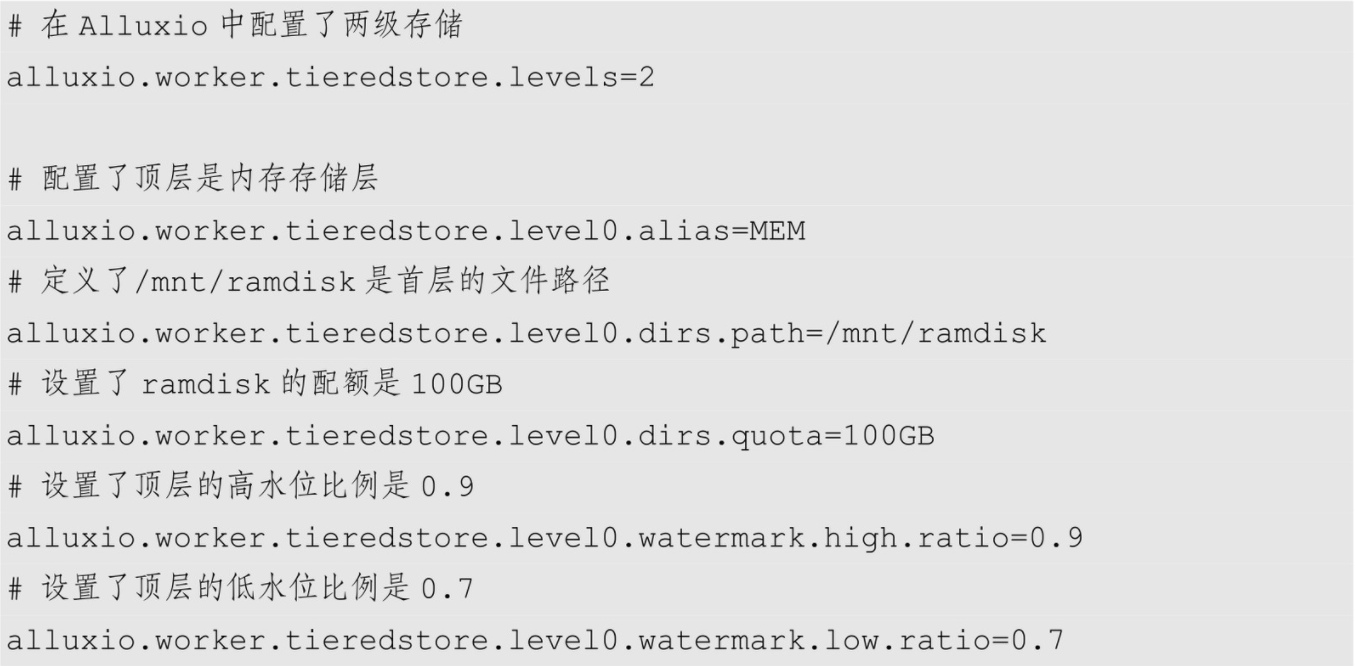 # 在 Alluxio 中配置了两级存储
alluxio.worker.tieredstore.levels=2
# 配置了顶层是内存存储层
alluxio.worker.tieredstore.level0.alias=MEM
# 定义了/mnt/ramdisk 是首层的文件路径
alluxio.worker.tieredstore.level0.dirs.path=/mnt/ramdisk
# 设置了 ramdisk 的配额是 100GB
alluxio.worker.tieredstore.level0.dirs.quota=100GB
# 设置了顶层的高水位比例是 0.9
alluxio.worker.tieredstore.level0.watermark.high.ratio=0.9
# 设置了顶层的低水位比例是 0.7
alluxio.worker.tieredstore.level0.watermark.low.ratio=0.7